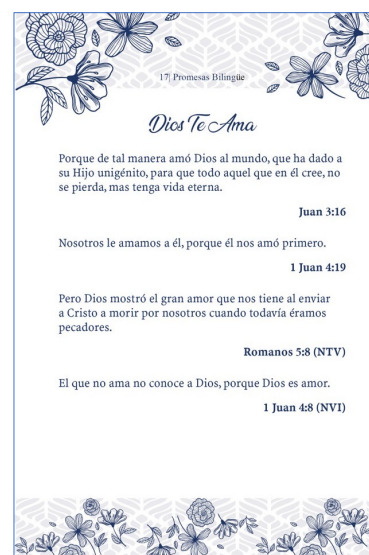 17| Promesas Bilingüe
Dios Te Ama
Porque de tal manera amó Dios al mundo, que ha dado a
su Hijo unigénito, para que todo aquel que en él cree, no
se pierda, mas tenga vida eterna.
Juan 3:16
Nosotros le amamos a él, porque él nos amó primero.
1 Juan 4:19
Pero Dios mostró el gran amor que nos tiene al enviar
a Cristo a morir por nosotros cuando todavía éramos
pecadores.
Romanos 5:8 (NTV)
El que no ama no conoce a Dios, porque Dios es amor.
1 Juan 4:8 (NVI)